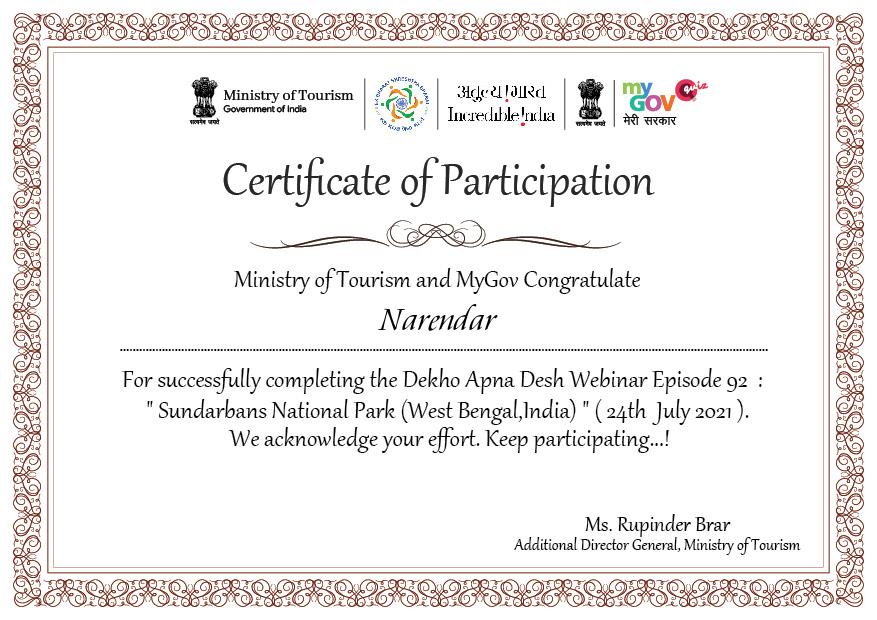 Ministry of Tourism
Government of India
सत्यमेव जयते
EK BHARAT SHRESHTHA BHARAT
अतुल्य!भारत
Incredible!ndia
सत्यमेव जयते
my GOV quiz
मेरी सरकार
Certificate of Participation
Ministry of Tourism and MyGov Congratulate
Narendar
For successfully completing the Dekho Apna Desh Webinar Episode 92 :
" Sundarbans National Park (West Bengal,India) " ( 24th July 2021 ).
We acknowledge your effort. Keep participating...!
Ms. Rupinder Brar
Additional Director General, Ministry of Tourism